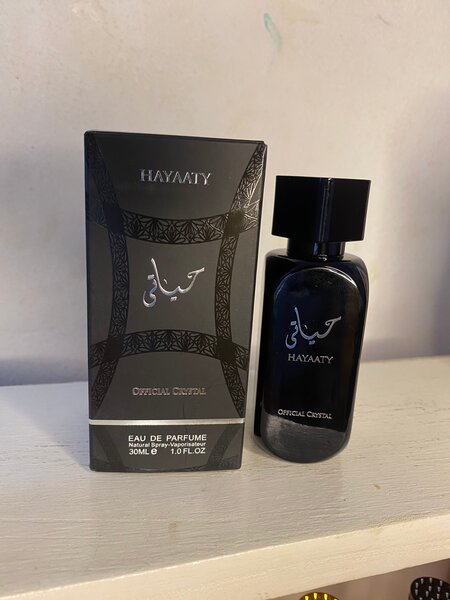 HAYAATY
حياتي
OFFICIAL CRYSTAL
EAU DE PARFUME
Natural Spray-Vaporisateur
30ML e 1.0 FL.OZ
حياتي
HAYAATY
OFFICIAL CRYSTAL